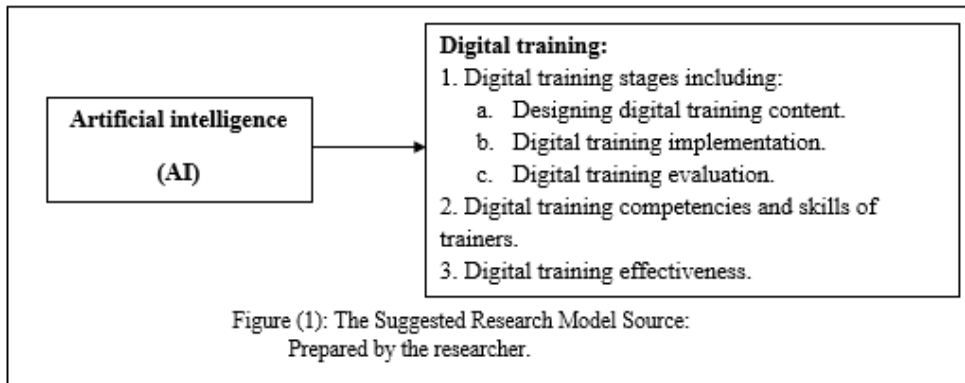 Artificial intelligence
(AI)
Digital training:
1. Digital training stages including:
a. Designing digital training content.
b. Digital training implementation.
c. Digital training evaluation.
2. Digital training competencies and skills of
trainers.
3. Digital training effectiveness.
Figure (1): The Suggested Research Model Source:
Prepared by the researcher.